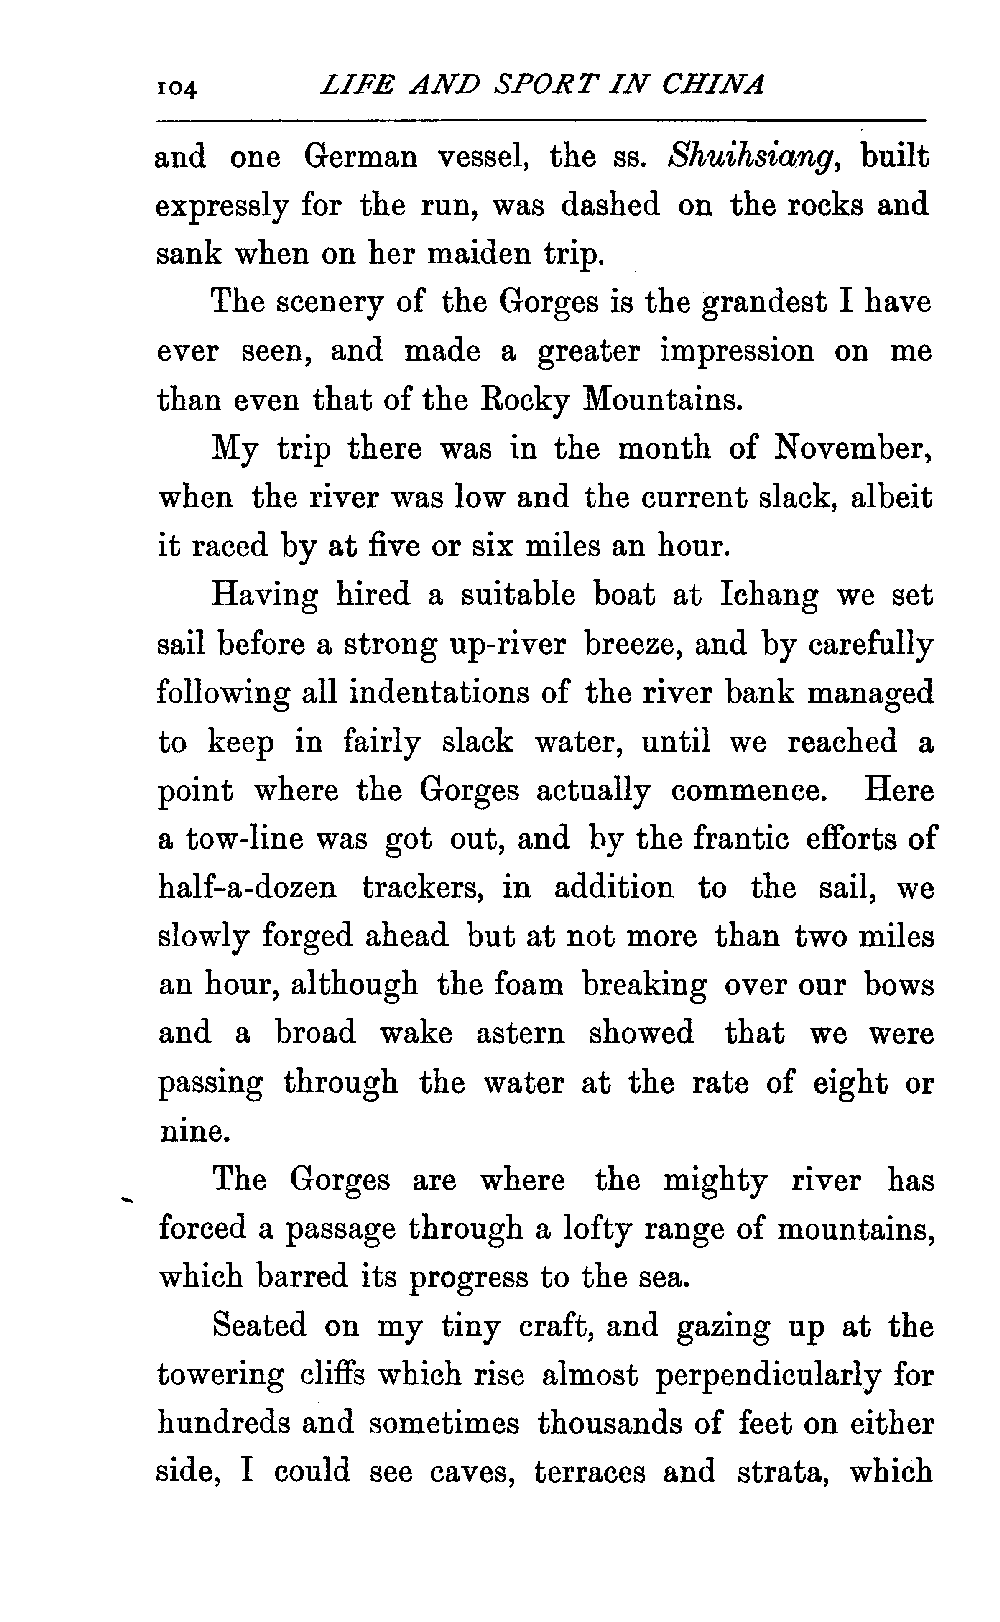 104 LIFE AND SPORT IN CHINA
and one German vessel, the ss. Shuihsiang, built
expressly for the run, was dashed on the rocks and
sank when on her maiden trip.
The scenery of the Gorges is the grandest I have
ever seen, and made a greater impression on me
than even that of the Rocky Mountains.
My trip there was in the month of November,
when the river was low and the current slack, albeit
it raced by at five or six miles an hour.
Having hired a suitable boat at Ichang we set
sail before a strong up-river breeze, and by carefully
following all indentations of the river bank managed
to keep in fairly slack water, until we reached a
point where the Gorges actually commence. Here
a tow-line was got out, and by the frantic efforts of
half-a-dozen trackers, in addition to the sail, we
slowly forged ahead but at not more than two miles
an hour, although the foam breaking over our bows
and a broad wake astern showed that we were
passing through the water at the rate of eight or
nine.
The Gorges are where the mighty river has
forced a passage through a lofty range of mountains,
which barred its progress to the sea.
Seated on my tiny craft, and gazing up at the
towering cliffs which rise almost perpendicularly for
hundreds and sometimes thousands of feet on either
side, I could see caves, terraces and strata, which